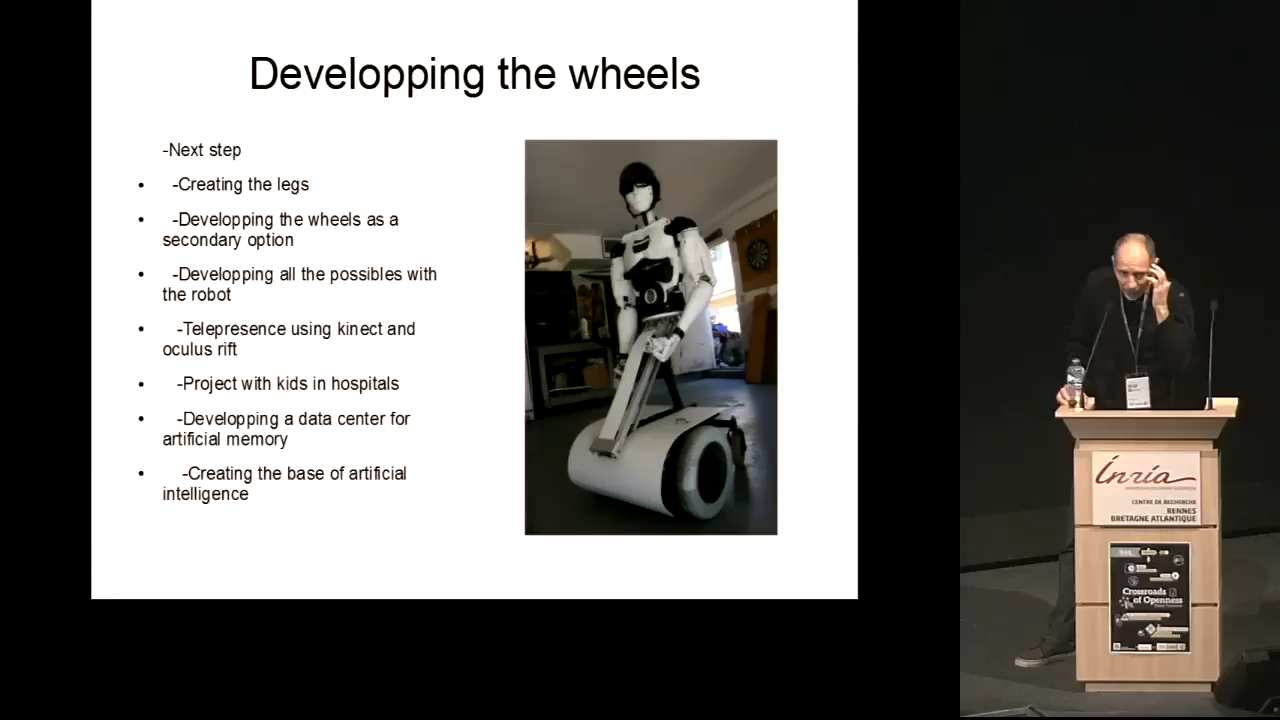 Developping the wheels
-Next step
• -Creating the legs
• -Developping the wheels as a
secondary option
• -Developping all the possibles with
the robot
• -Telepresence using kinect and
oculus rift
• -Project with kids in hospitals
• -Developping a data center for
artificial memory
• -Creating the base of artificial
intelligence
Inria
CENTRE DE RECHERCHE
RENNES
BRETAGNE ATLANTIQUE
Crossroads
of Openness